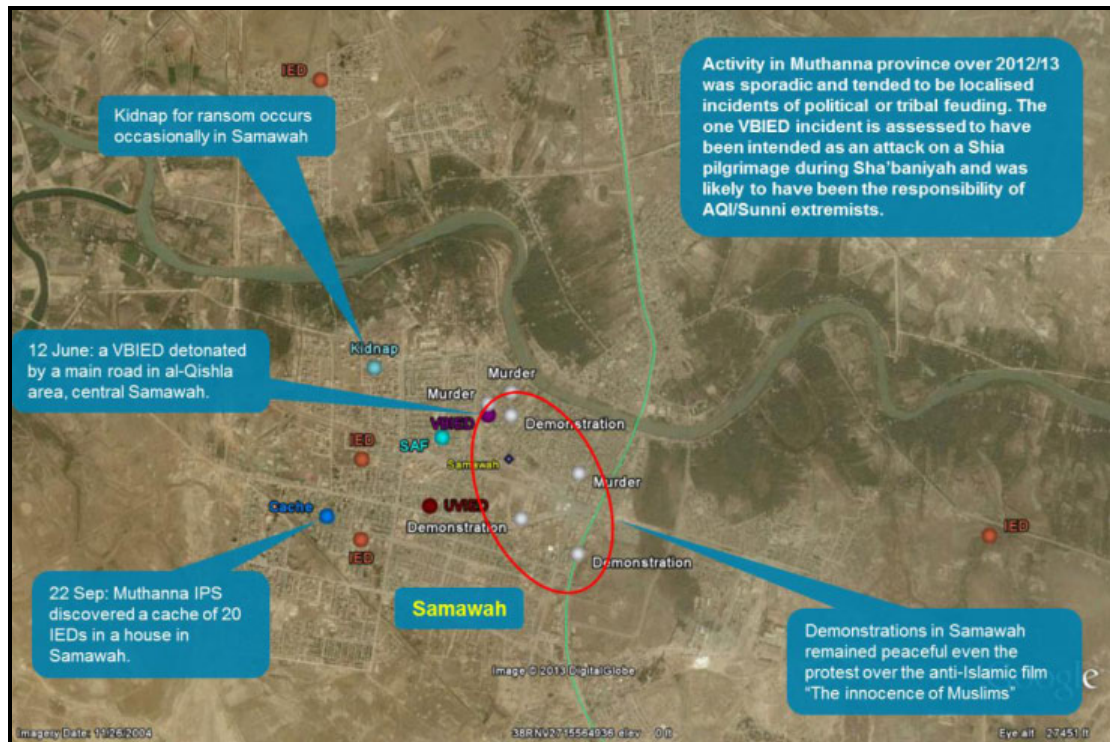 IED
Kidnap for ransom occurs
occasionally in Samawah
Activity in Muthanna province over 2012/13
was sporadic and tended to be localised
incidents of political or tribal feuding. The
one VBIED incident is assessed to have
been intended as an attack on a Shia
pilgrimage during Sha'baniyah and was
likely to have been the responsibility of
AQI/Sunni extremists.
12 June: a VBIED detonated
by a main road in al-Qishla
area, central Samawah.
Kidnap
Murder
Murder
VBIED
Demonstration
SAF
IED
Samawah
Murder
Cache
UVIED
Demonstration
IED
IED
Demonstration
22 Sep: Muthanna IPS
discovered a cache of 20
IEDs in a house in
Samawah.
Samawah
Demonstrations in Samawah
remained peaceful even the
protest over the anti-Islamic film
“The innocence of Muslims”
Image © 2013 DigitalGlobe
Imagery Date: 11/26/2004
38RNV2715564936 elev 0 ft
Eye alt 27451 ft